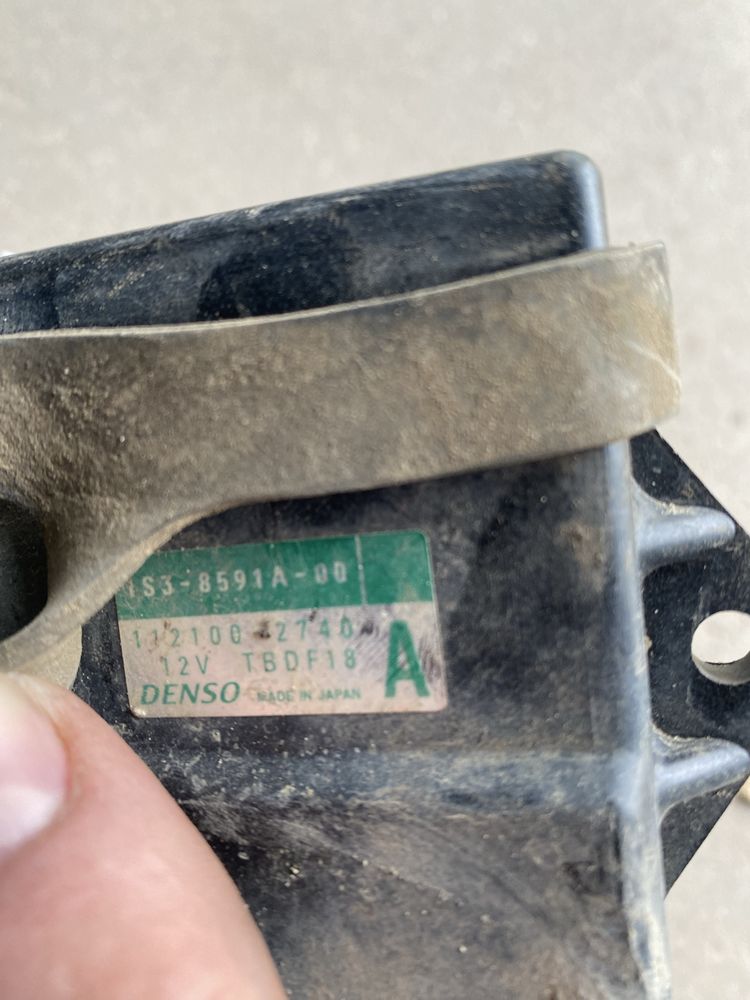 1S3-8591A-00
112100-2740
12V TBDF18
A
DENSO MADE IN JAPAN